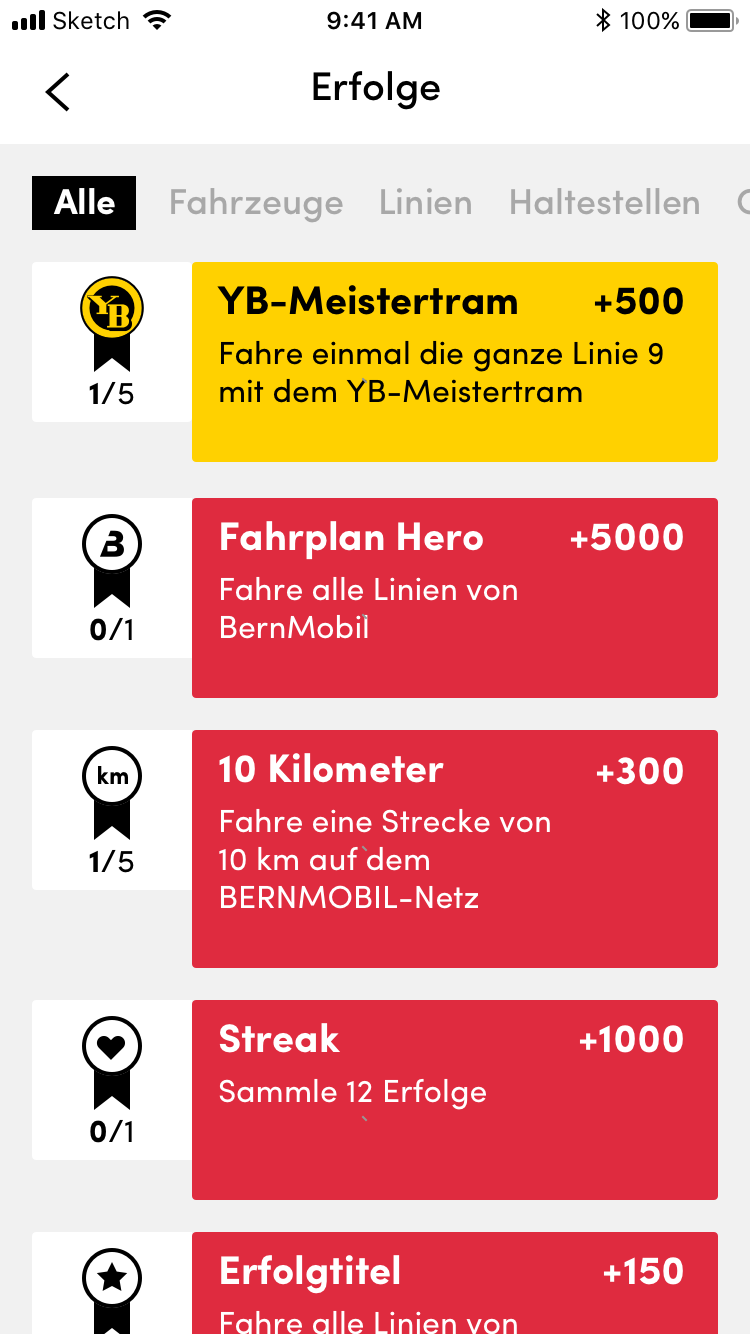 Sketch 9:41 AM 100%
Erfolge
Alle Fahrzeuge Linien Haltestellen
YB
YB-Meistertram +500
Fahre einmal die ganze Linie 9
mit dem YB-Meistertram
1/5
B
Fahrplan Hero +5000
Fahre alle Linien von
BernMobil
0/1
km
10 Kilometer +300
Fahre eine Strecke von
10 km auf dem
BERNMOBIL-Netz
1/5
Streak +1000
Sammle 12 Erfolge
0/1
Erfolgtitel +150
Fahre alle Linien von